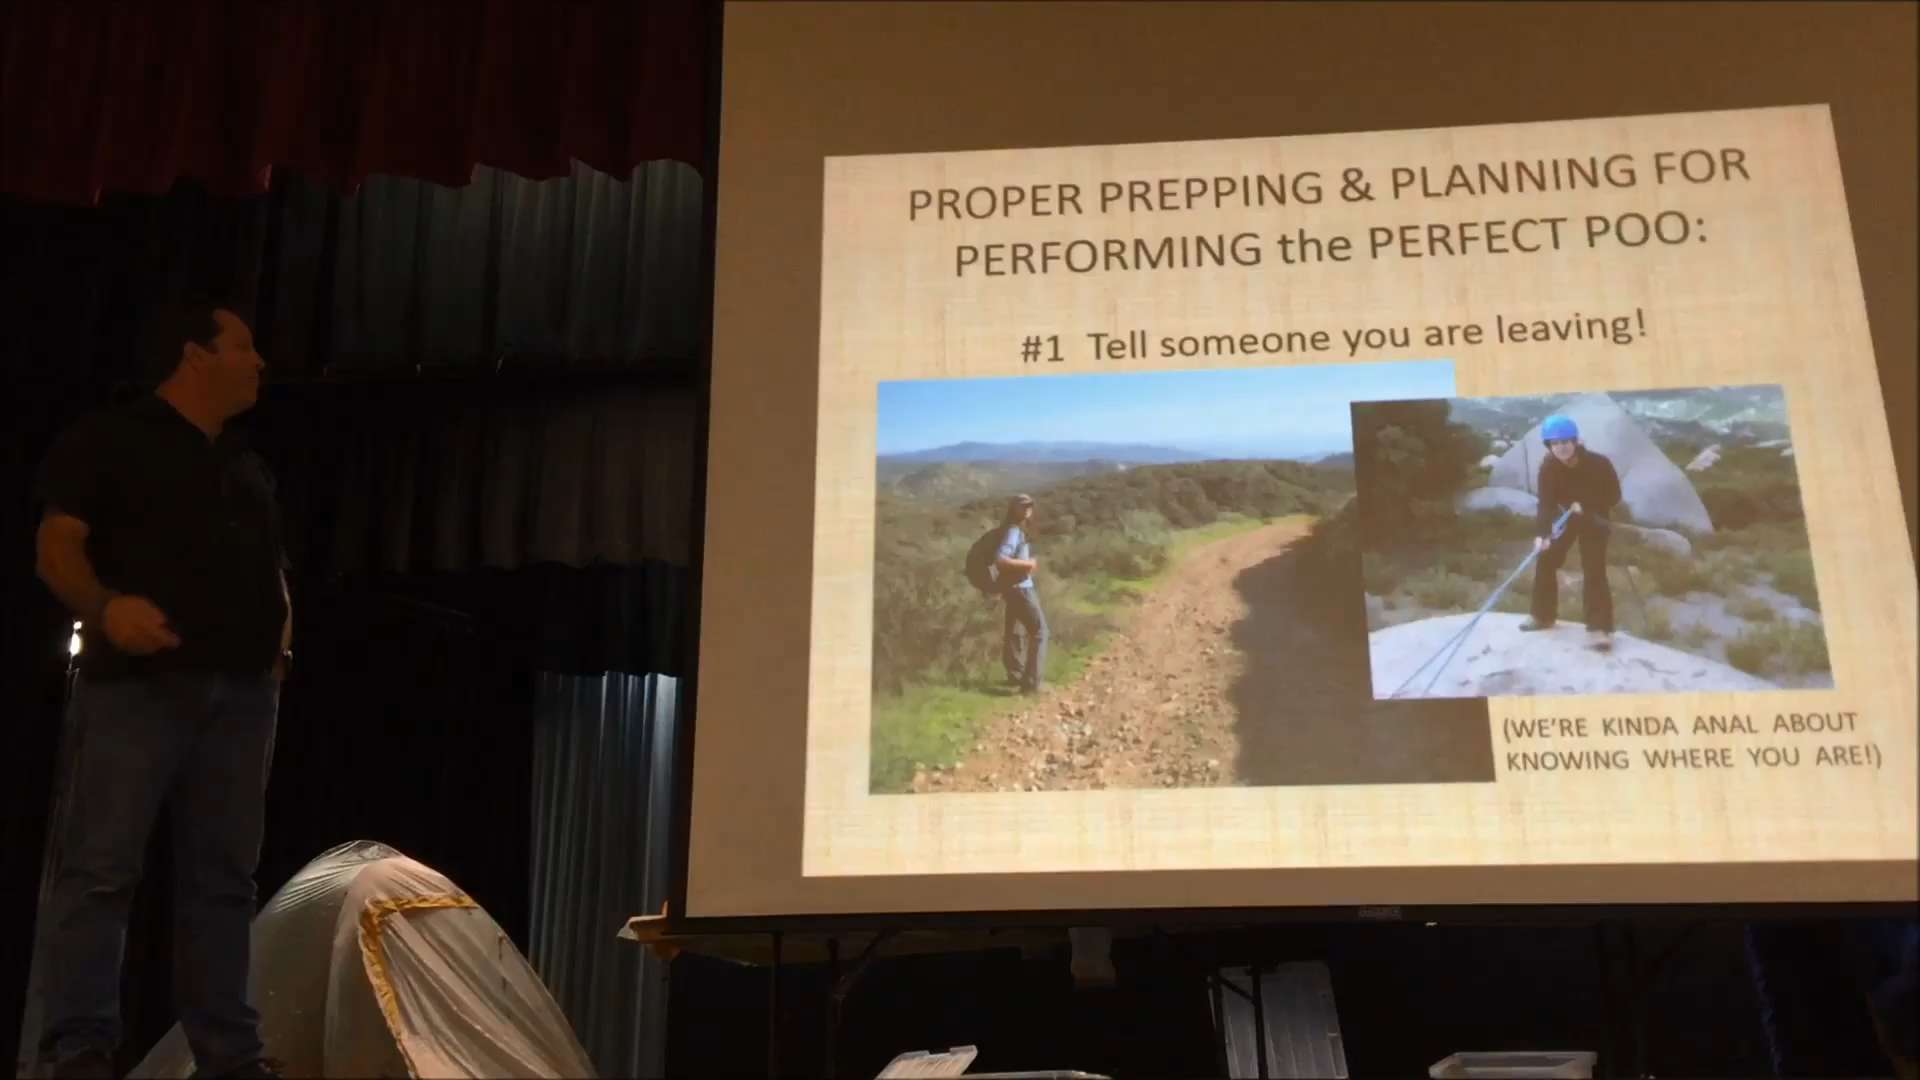 PROPER PREPPING & PLANNING FOR
PERFORMING the PERFECT POO:
#1 Tell someone you are leaving!
(WE'RE KINDA ANAL ABOUT
KNOWING WHERE YOU ARE!)